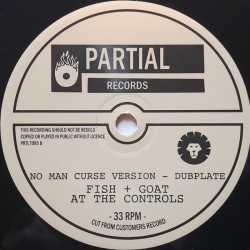 PARTIAL
RECORDS
THIS RECORDING SHOULD NOT BE RESOLD
COPIED OR PLAYED IN PUBLIC WITHOUT LICENCE
PRTL7093 B
NO MAN CURSE VERSION - DUBPLATE
FISH + GOAT
AT THE CONTROLS
- 33 RPM -
CUT FROM CUSTOMERS RECORD